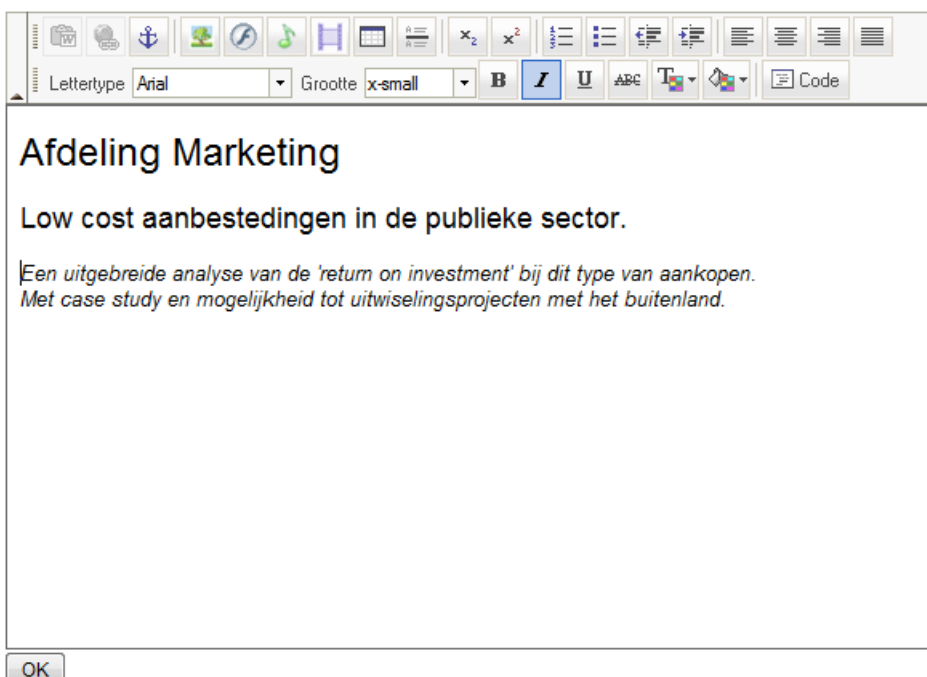 x₂ x²
Lettertype Arial Grootte x-small B I U ABC T Code
Afdeling Marketing
Low cost aanbestedingen in de publieke sector.
Een uitgebreide analyse van de 'return on investment' bij dit type van aankopen.
Met case study en mogelijkheid tot uitwiselingsprojecten met het buitenland.
OK